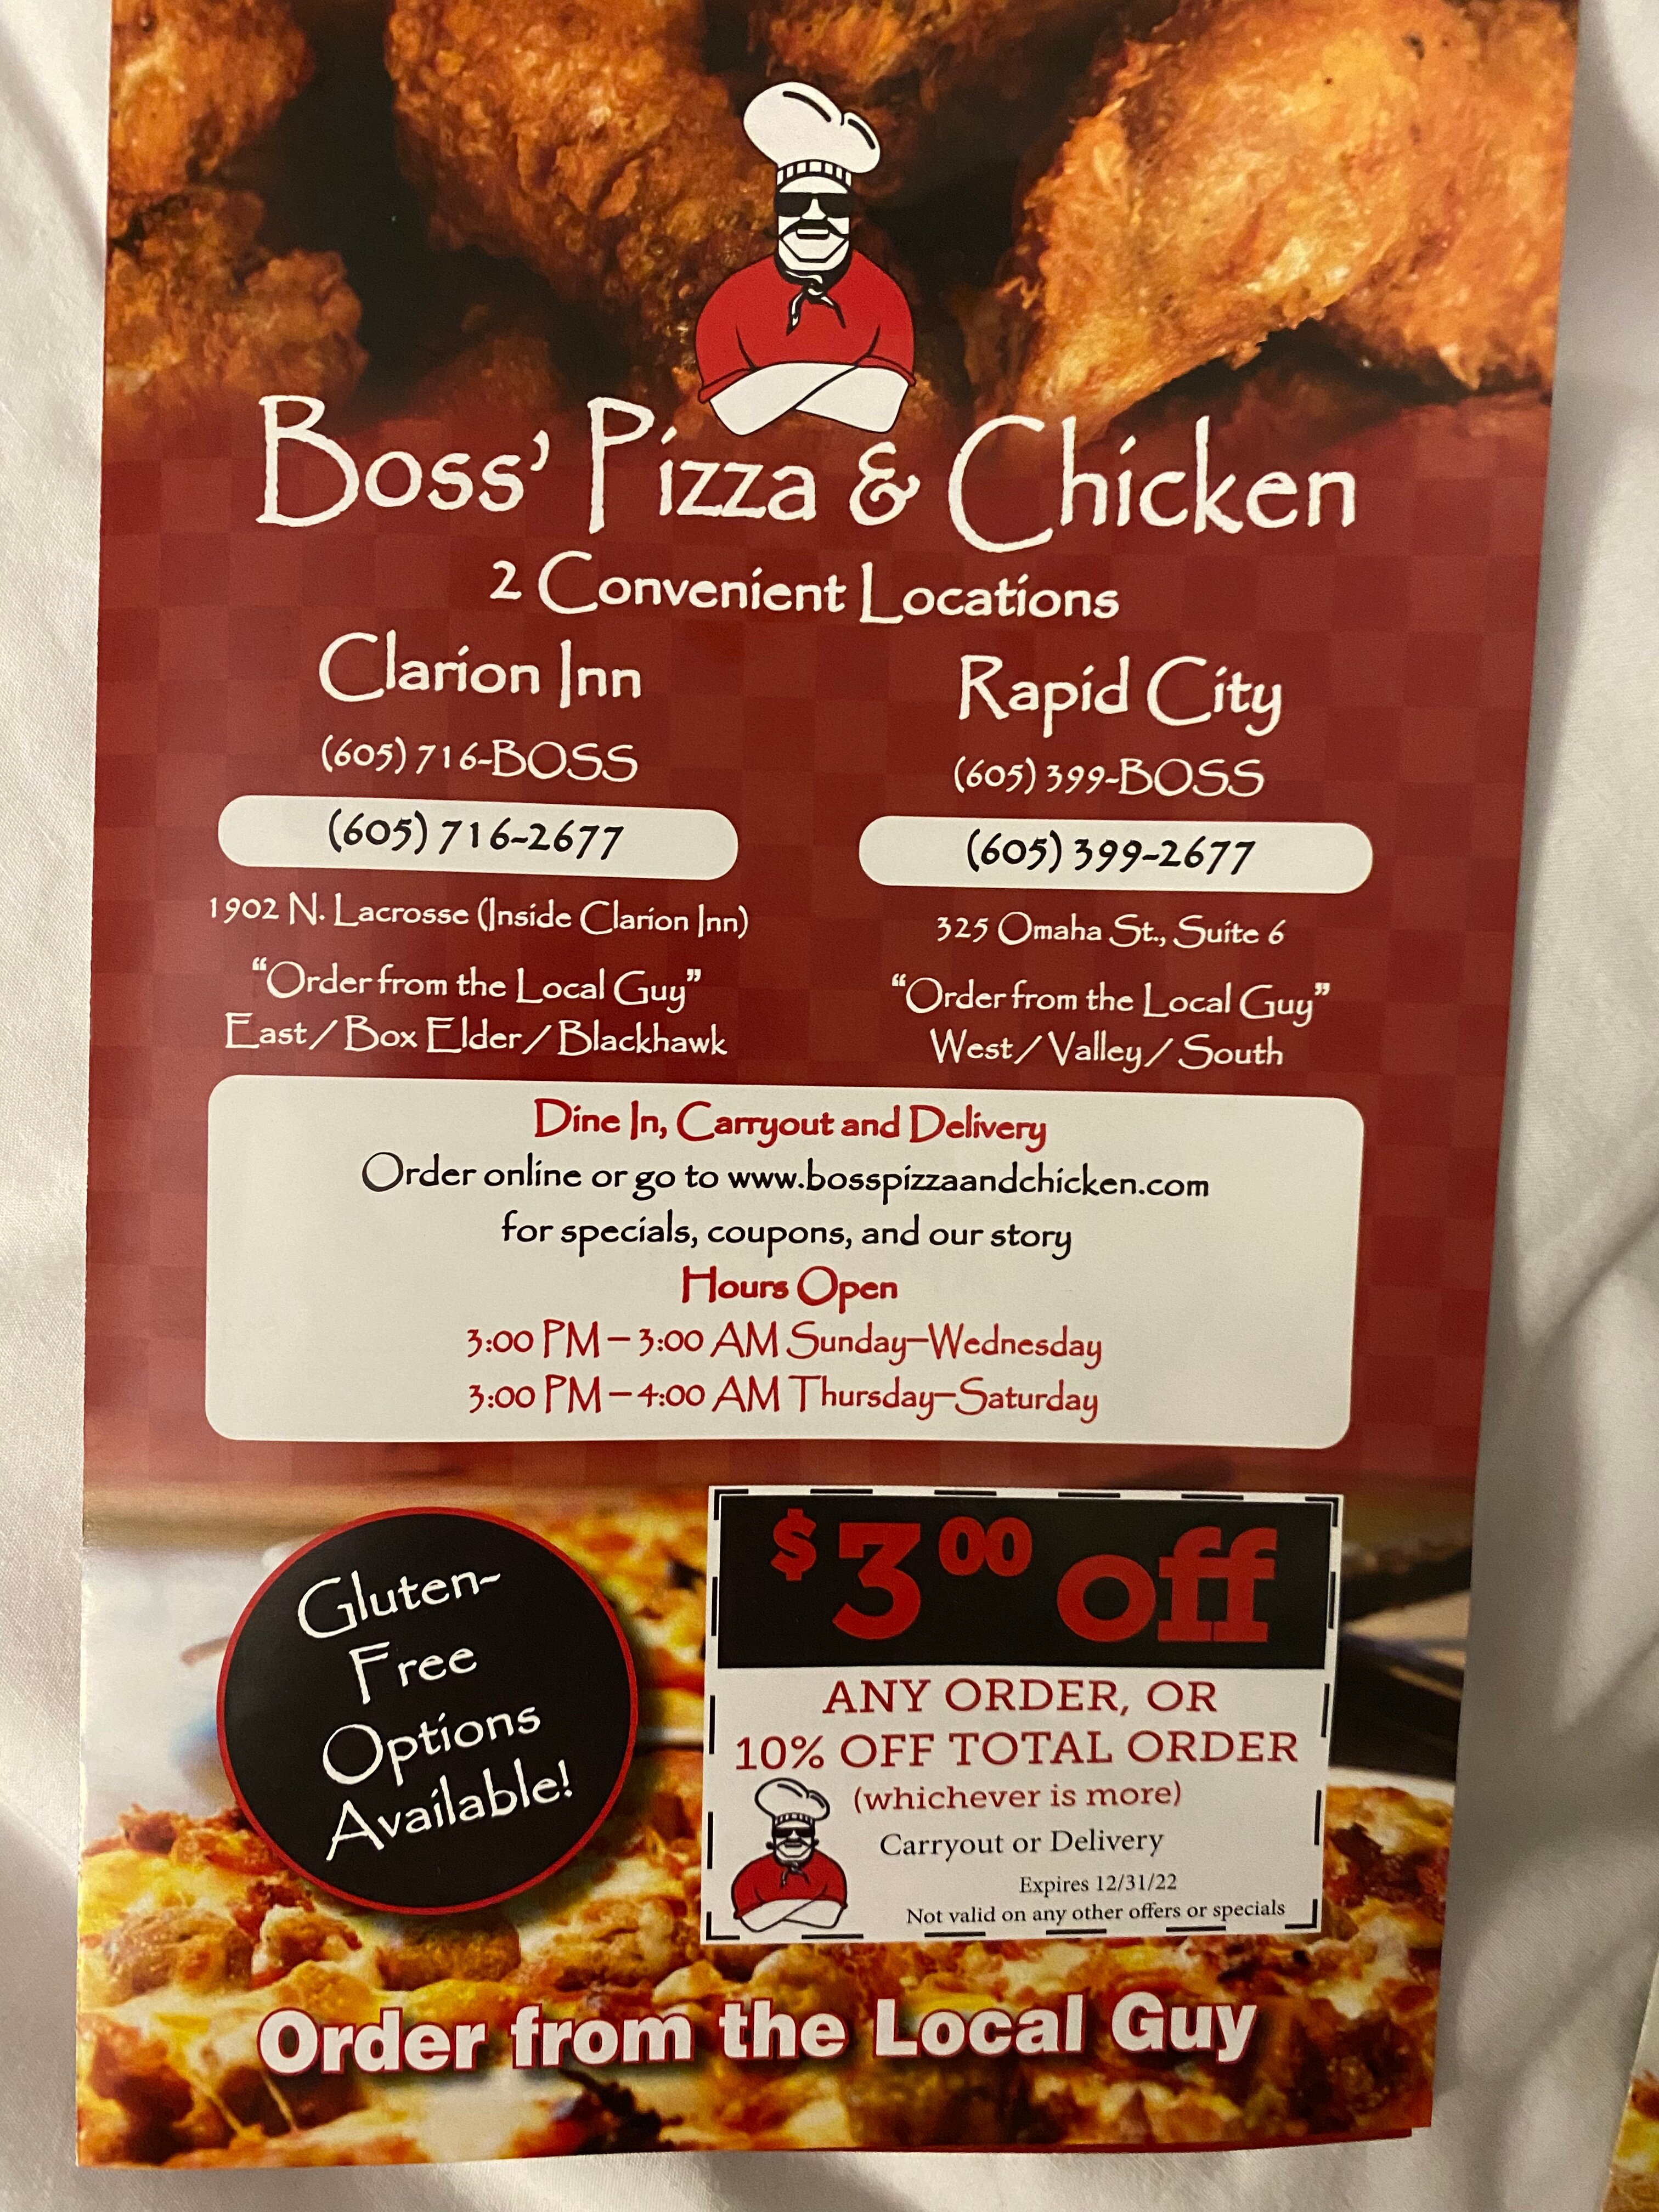 Boss' Pizza & Chicken
2 Convenient Locations
Clarion Inn
(605) 716-BOSS
(605) 716-2677
1902 N. Lacrosse (Inside Clarion Inn)
"Order from the Local Guy"
East/Box Elder/Blackhawk
Rapid City
(605) 399-BOSS
(605) 399-2677
325 Omaha St., Suite 6
"Order from the Local Guy"
West/Valley/South
Dine In, Carryout and Delivery
Order online or go to www.bosspizzaandchicken.com
for specials, coupons, and our story
Hours Open
3:00 PM – 3:00 AM Sunday–Wednesday
3:00 PM – 4:00 AM Thursday–Saturday
Gluten-
Free
Options
Available!
$3.00 off
ANY ORDER, OR
10% OFF TOTAL ORDER
(whichever is more)
Carryout or Delivery
Expires 12/31/22
Not valid on any other offers or specials
Order from the Local Guy